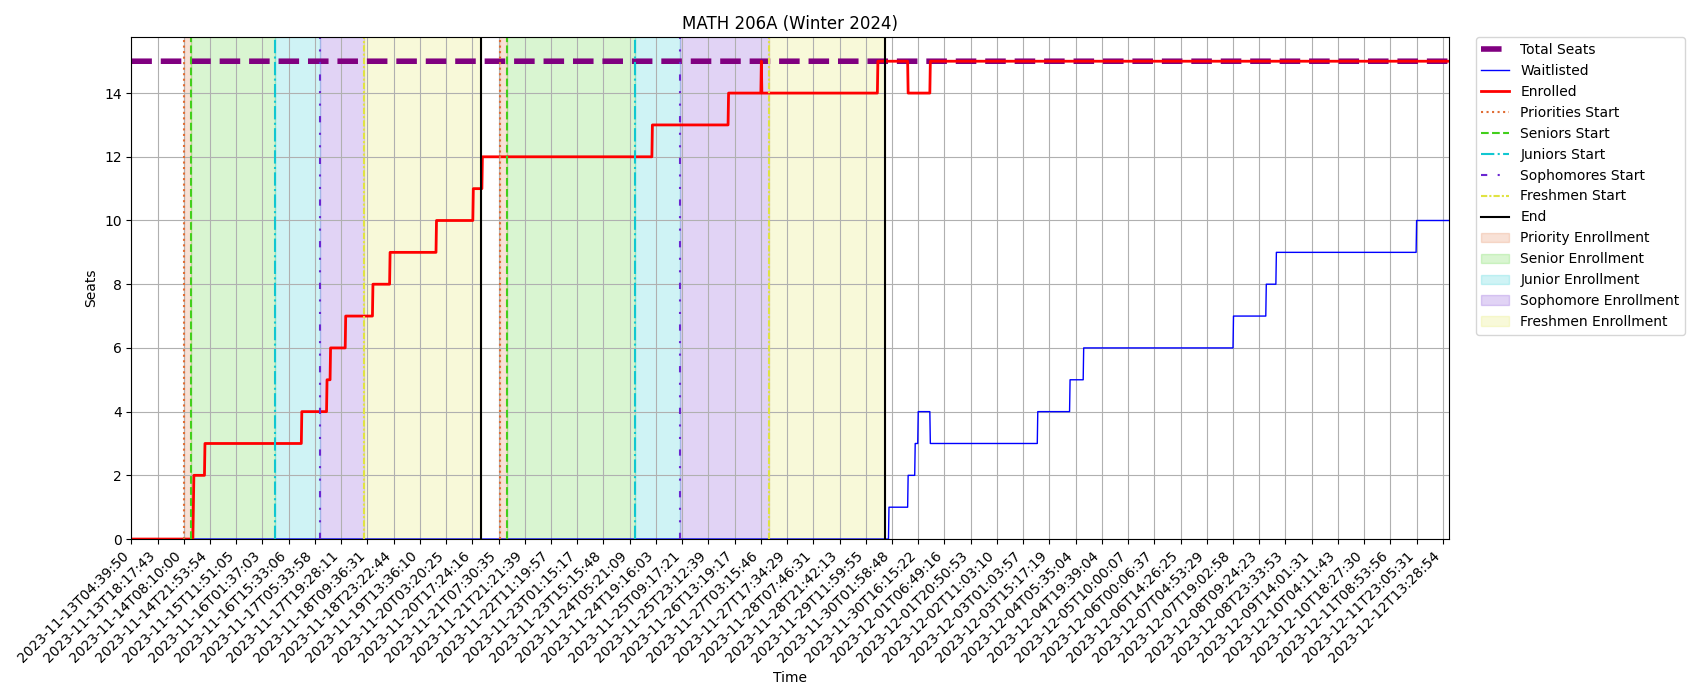 MATH 206A (Winter 2024)
Total Seats
Waitlisted
Enrolled
Priorities Start
Seniors Start
Juniors Start
Sophomores Start
Freshmen Start
End
Priority Enrollment
Senior Enrollment
Junior Enrollment
Sophomore Enrollment
Freshmen Enrollment
Seats
14
12
10
8
6
4
2
0
2023-11-13T04:39:50
2023-11-13T18:17:43
2023-11-14T08:10:00
2023-11-14T21:53:54
2023-11-15T11:51:05
2023-11-16T01:37:03
2023-11-16T15:33:06
2023-11-17T05:33:58
2023-11-17T19:28:11
2023-11-18T09:36:31
2023-11-18T23:22:44
2023-11-19T13:36:10
2023-11-20T03:20:25
2023-11-20T17:24:16
2023-11-21T07:30:35
2023-11-21T21:21:39
2023-11-22T11:19:57
2023-11-23T01:15:17
2023-11-23T15:15:48
2023-11-24T05:21:09
2023-11-24T19:16:03
2023-11-25T09:17:21
2023-11-25T23:12:39
2023-11-26T13:19:17
2023-11-27T03:15:46
2023-11-27T17:34:29
2023-11-28T07:46:31
2023-11-28T21:42:13
2023-11-29T11:59:55
2023-11-30T01:58:48
2023-11-30T16:15:22
2023-12-01T06:49:16
2023-12-01T20:50:53
2023-12-02T11:03:10
2023-12-03T01:03:57
2023-12-03T15:17:19
2023-12-04T05:35:04
2023-12-04T19:39:04
2023-12-05T10:00:07
2023-12-06T00:06:37
2023-12-06T14:26:25
2023-12-07T04:53:29
2023-12-07T19:02:58
2023-12-08T09:24:23
2023-12-08T23:33:53
2023-12-09T14:01:31
2023-12-10T04:11:43
2023-12-10T18:27:30
2023-12-11T08:53:56
2023-12-11T23:05:31
2023-12-12T13:28:54
Time